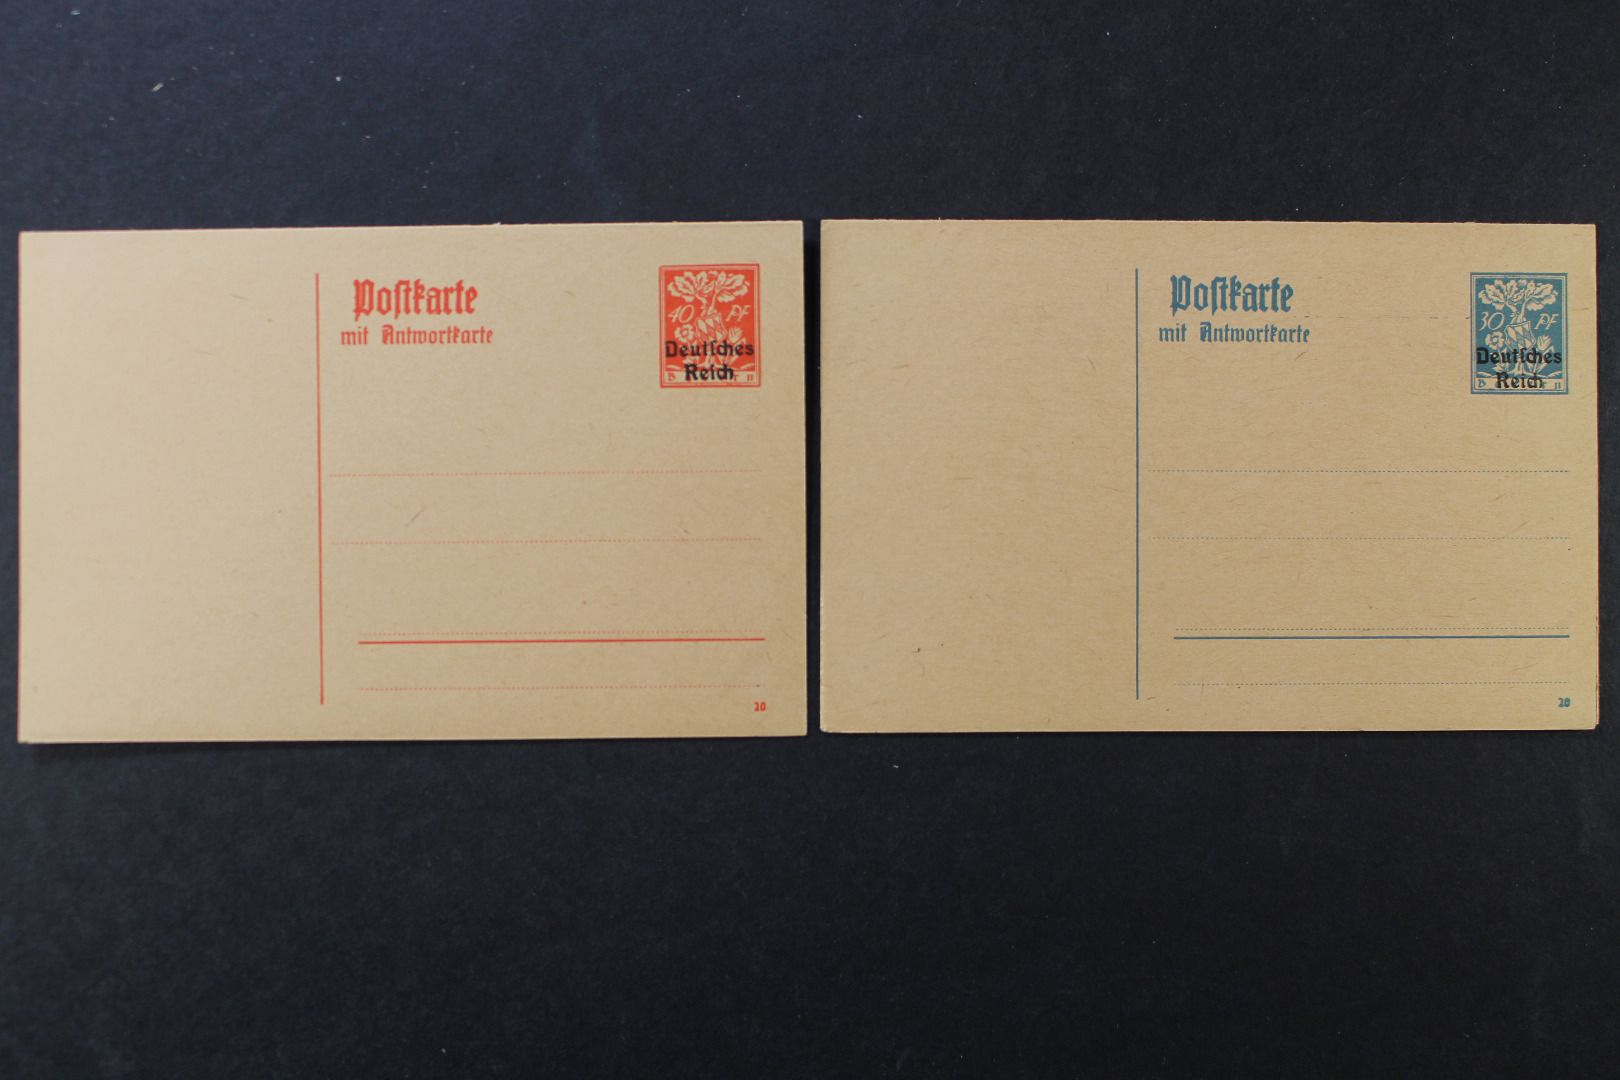 Poſtkarte
mit Antwortkarte
40 PF
Deutſches
Reich
20
Poſtkarte
mit Antwortkarte
30 PF
Deutſches
Reich
20